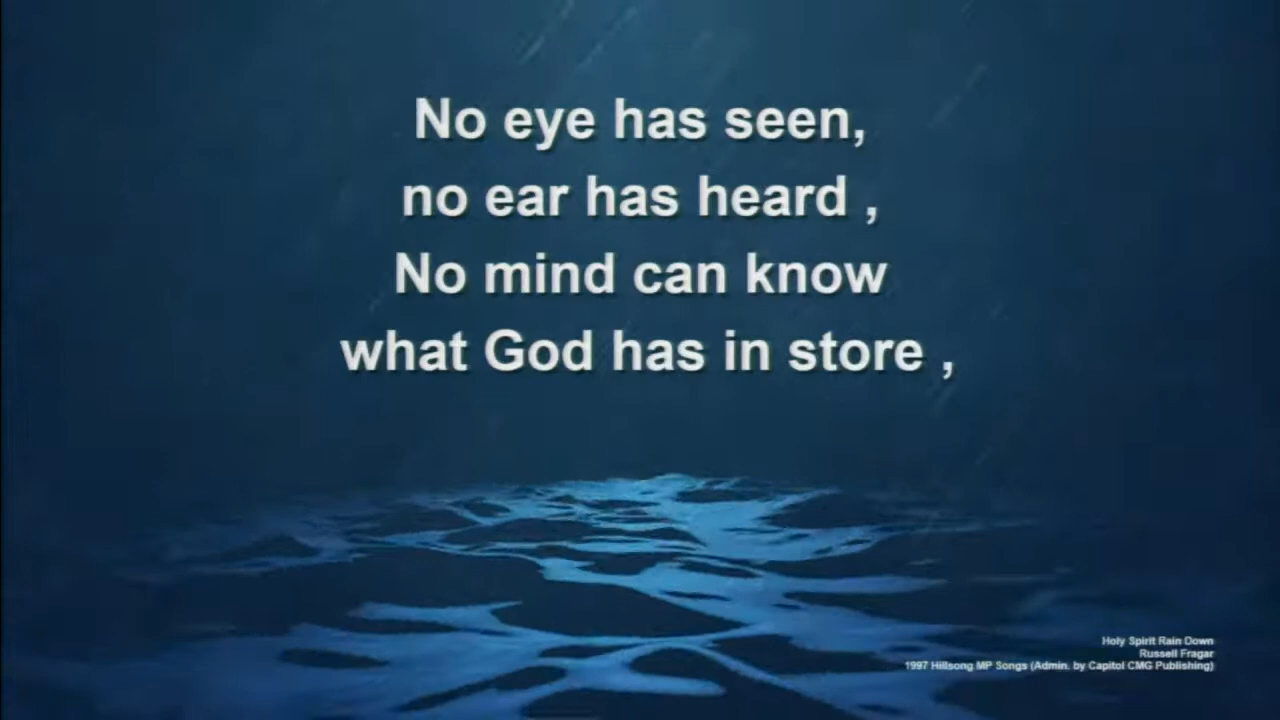 No eye has seen,
no ear has heard ,
No mind can know
what God has in store ,
Holy Spirit Rain Down
Russell Fragar
1997 Hillsong MP Songs (Admin. by Capitol CMG Publishing)